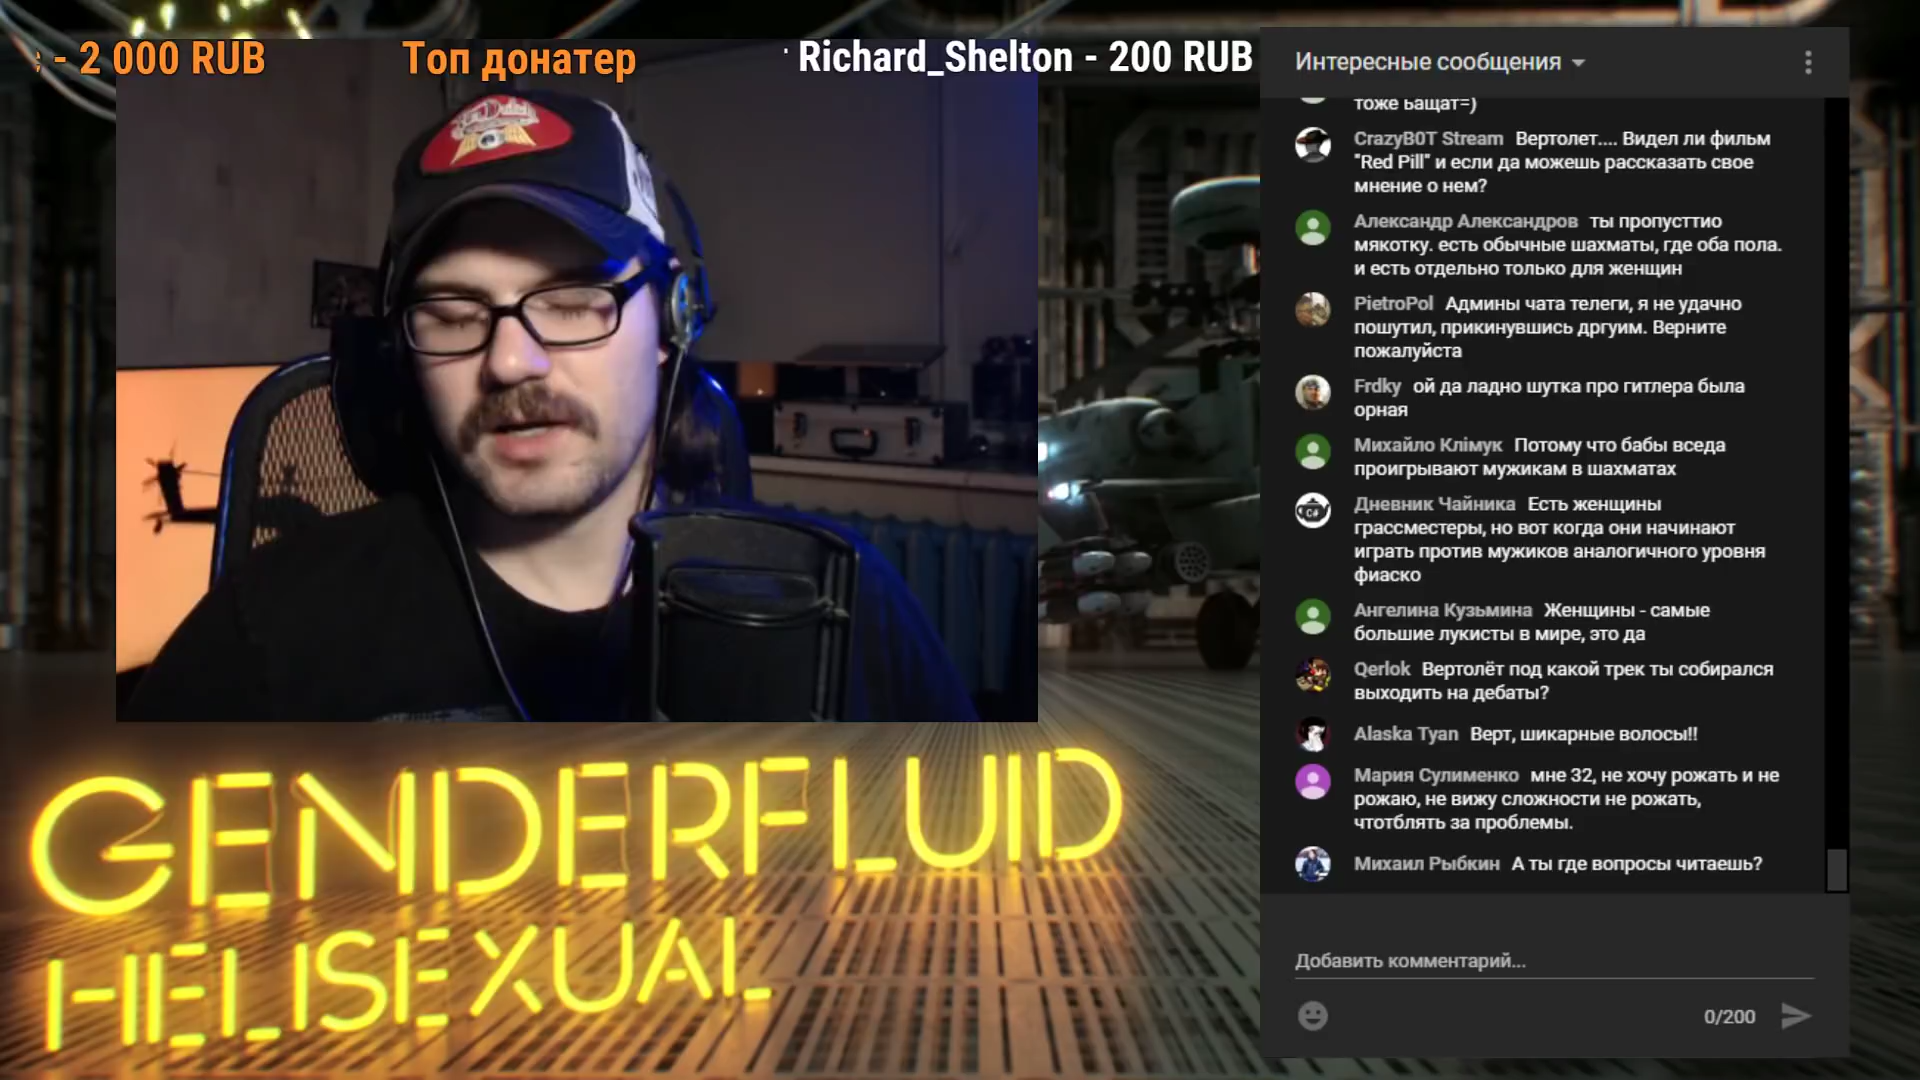 - 2 000 RUB
Топ донатер
Richard_Shelton - 200 RUB
GENDERFLUID
HELISEXUAL
Интересные сообщения
тоже ьащат=)
CrazyB0T Stream Вертолет.... Видел ли фильм
"Red Pill" и если да можешь рассказать свое
мнение о нем?
Александр Александров ты пропусттио
мякотку. есть обычные шахматы, где оба пола.
и есть отдельно только для женщин
PietroPol Админы чата телеги, я не удачно
пошутил, прикинувшись дргуим. Верните
пожалуйста
Frdky ой да ладно шутка про гитлера была
орная
Михайло Клімук Потому что бабы вседа
проигрывают мужикам в шахматах
Дневник Чайника Есть женщины
грассместеры, но вот когда они начинают
играть против мужиков аналогичного уровня
фиаско
Ангелина Кузьмина Женщины - самые
большие лукисты в мире, это да
Qerlok Вертолёт под какой трек ты собирался
выходить на дебаты?
Alaska Tyan Верт, шикарные волосы!!
Мария Сулименко мне 32, не хочу рожать и не
рожаю, не вижу сложности не рожать,
чтотблять за проблемы.
Михаил Рыбкин А ты где вопросы читаешь?
Добавить комментарий...
0/200